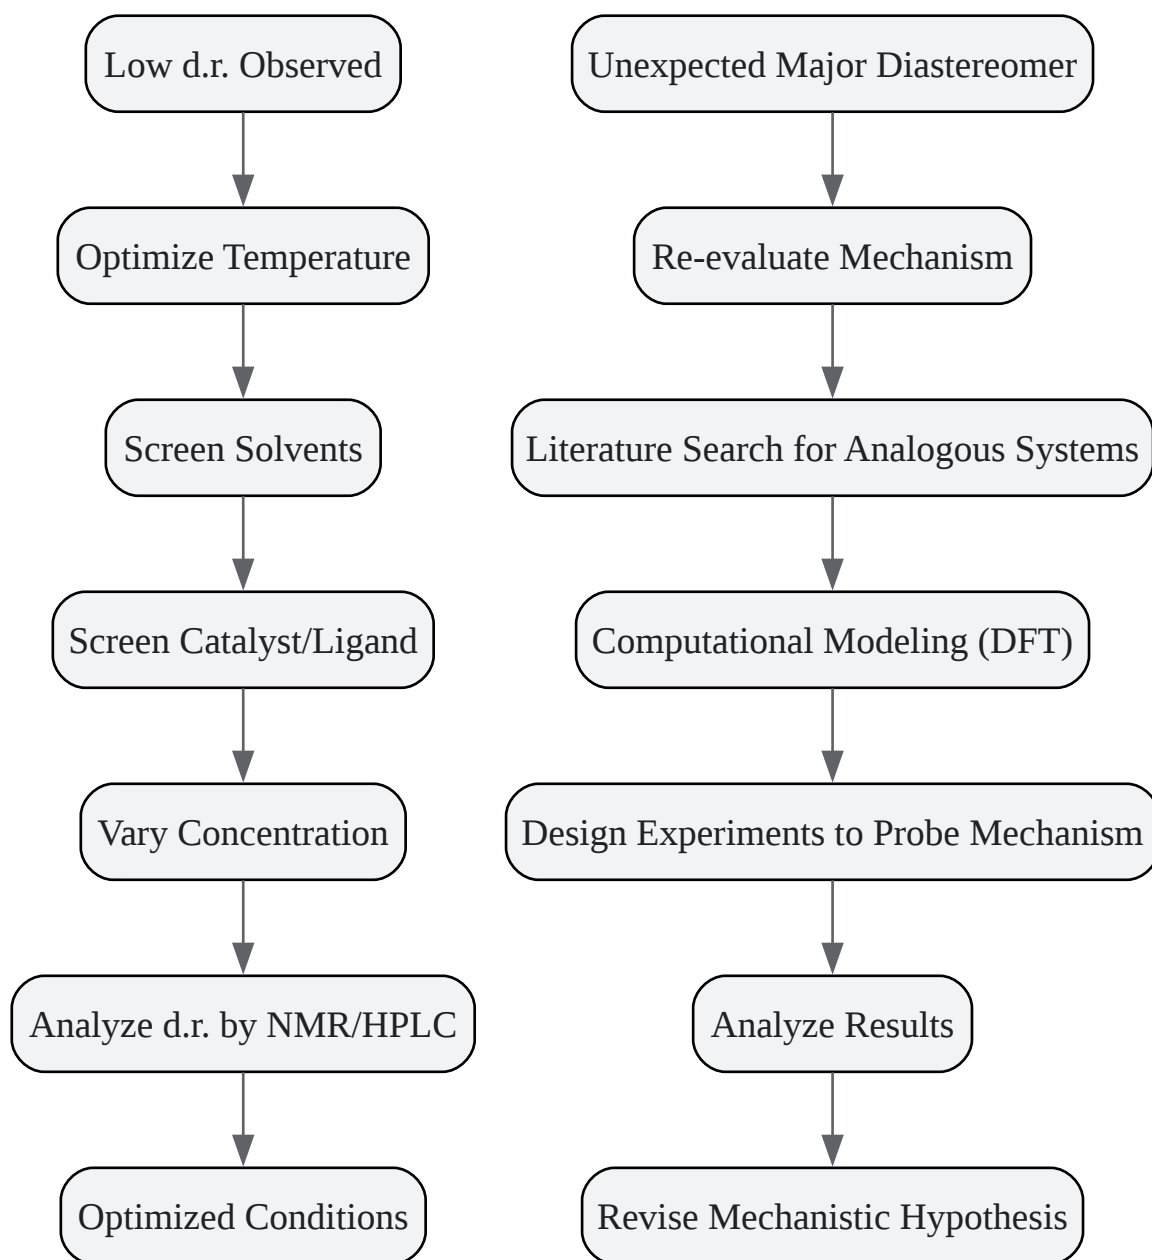 Low d.r. Observed
Optimize Temperature
Screen Solvents
Screen Catalyst/Ligand
Vary Concentration
Analyze d.r. by NMR/HPLC
Optimized Conditions
Unexpected Major Diastereomer
Re-evaluate Mechanism
Literature Search for Analogous Systems
Computational Modeling (DFT)
Design Experiments to Probe Mechanism
Analyze Results
Revise Mechanistic Hypothesis